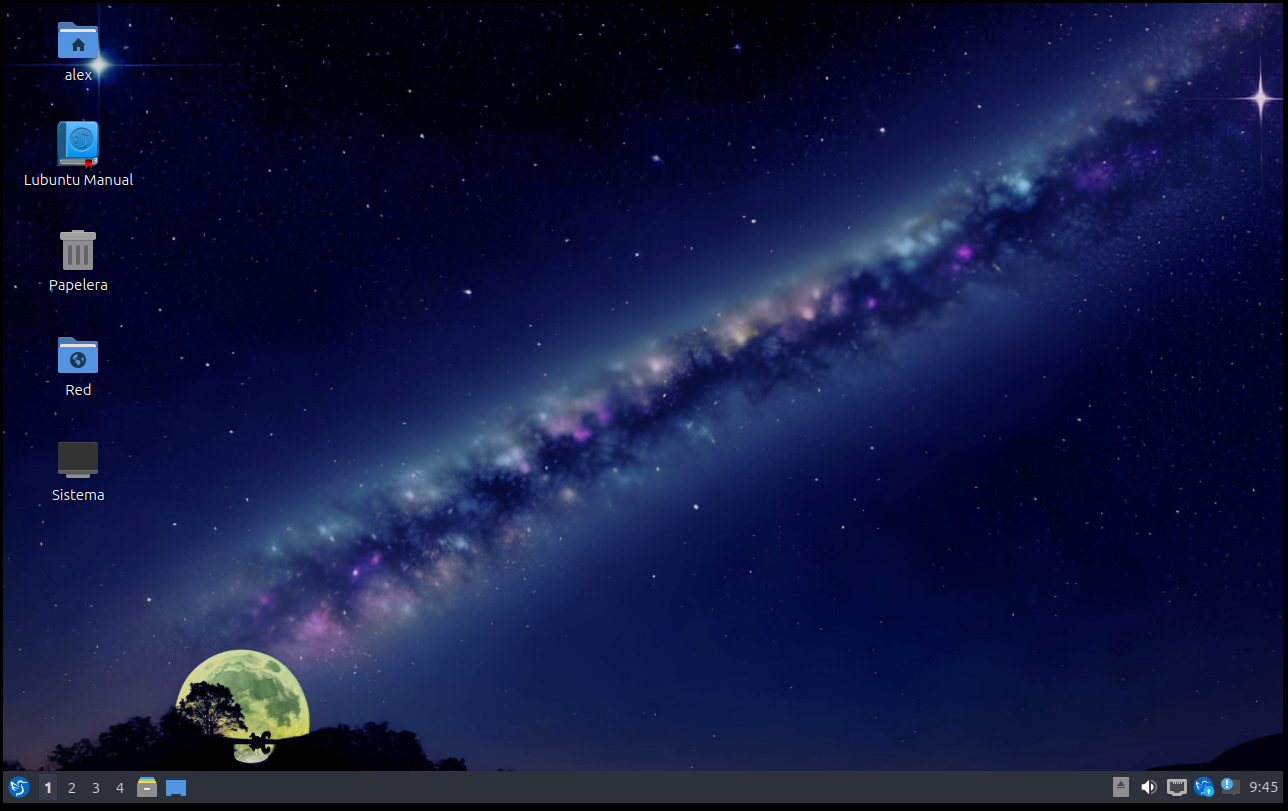 alex
Lubuntu Manual
Papelera
Red
Sistema
1 2 3 4 9:45